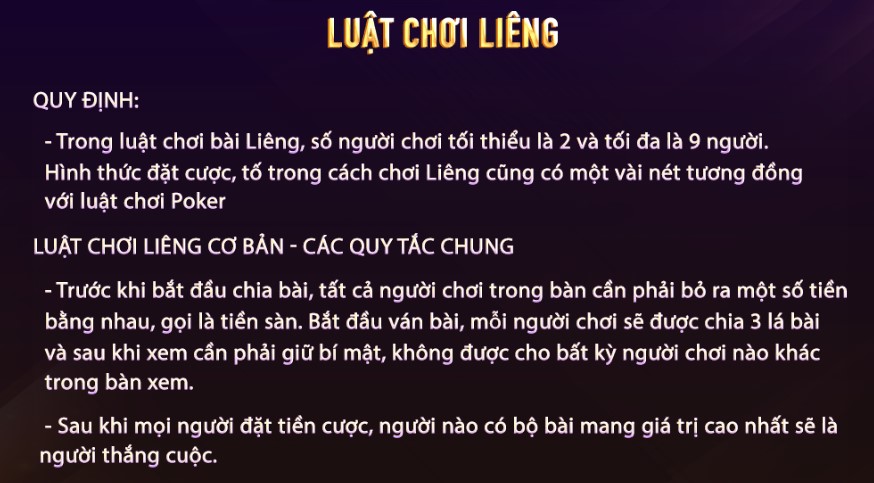 LUẬT CHƠI LIÊNG
QUY ĐỊNH:
- Trong luật chơi bài Liêng, số người chơi tối thiểu là 2 và tối đa là 9 người.
Hình thức đặt cược, tố trong cách chơi Liêng cũng có một vài nét tương đồng
với luật chơi Poker
LUẬT CHƠI LIÊNG CƠ BẢN - CÁC QUY TẮC CHUNG
- Trước khi bắt đầu chia bài, tất cả người chơi trong bàn cần phải bỏ ra một số tiền
bằng nhau, gọi là tiền sàn. Bắt đầu ván bài, mỗi người chơi sẽ được chia 3 lá bài
và sau khi xem cần phải giữ bí mật, không được cho bất kỳ người chơi nào khác
trong bàn xem.
- Sau khi mọi người đặt tiền cược, người nào có bộ bài mang giá trị cao nhất sẽ là
người thắng cuộc.